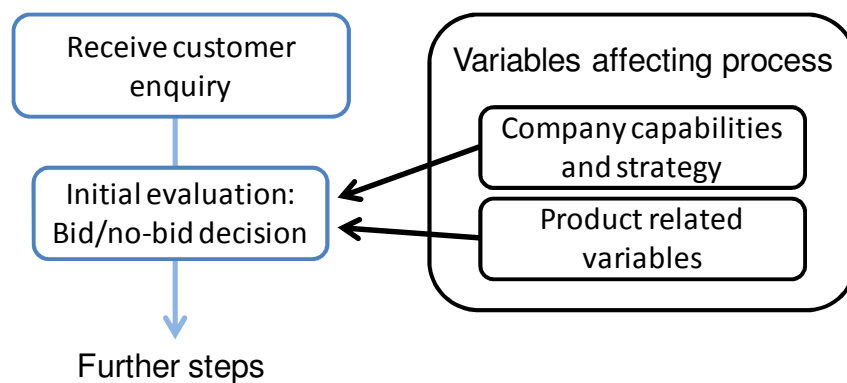 Receive customer
enquiry
Initial evaluation:
Bid/no-bid decision
Further steps
Variables affecting process
Company capabilities
and strategy
Product related
variables